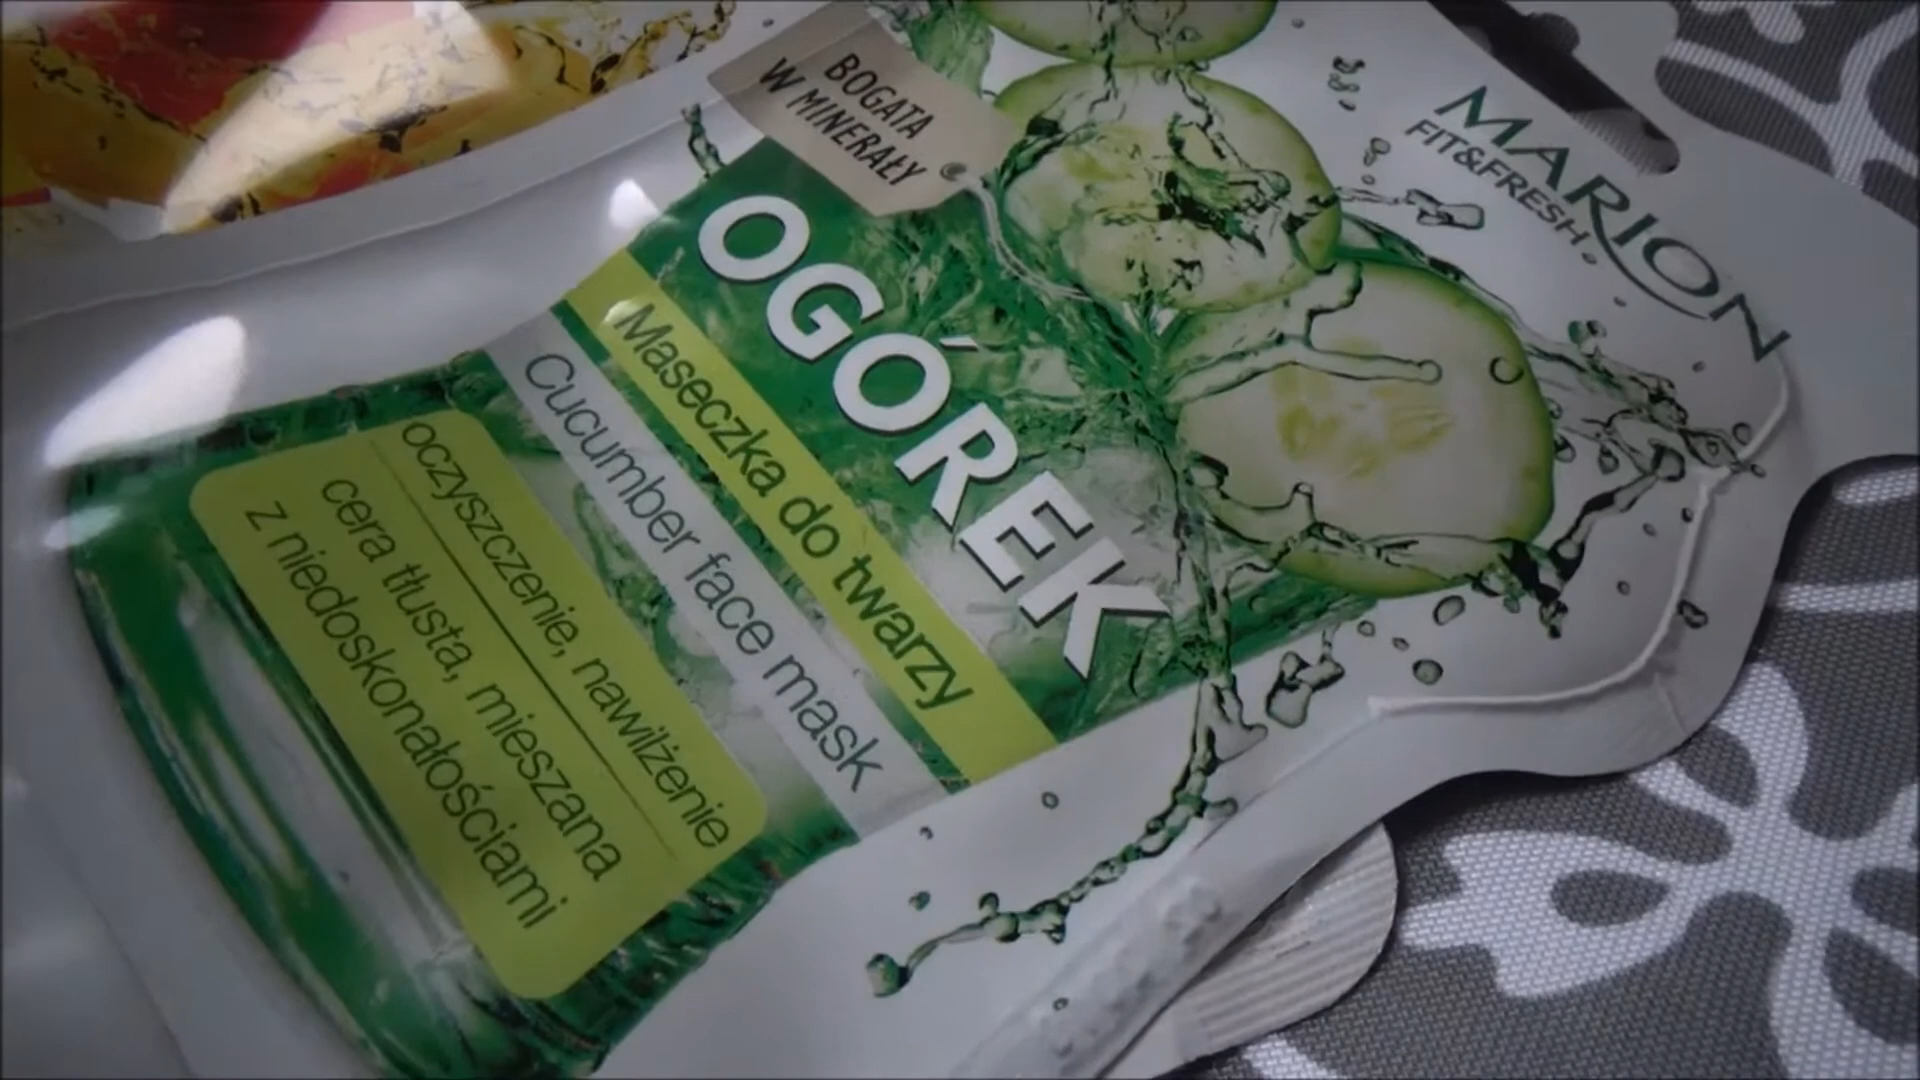 MARION
FIT&FRESH
BOGATA
W MINERAŁY
OGÓREK
Maseczka do twarzy
Cucumber face mask
oczyszczenie, nawilżenie
cera tłusta, mieszana
z niedoskonałościami